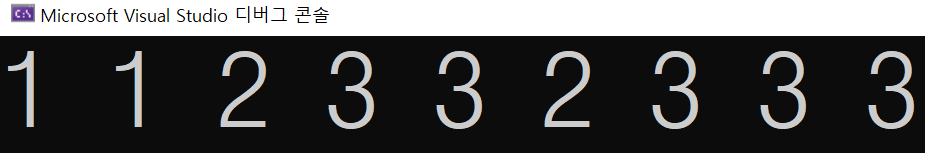 C:\ Microsoft Visual Studio 디버그 콘솔
1 1 2 3 3 2 3 3 3